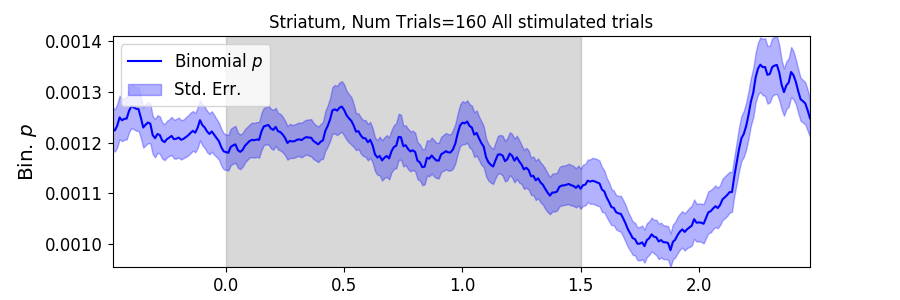 Striatum, Num Trials=160 All stimulated trials
0.0014
0.0013
0.0012
0.0011
0.0010
Bin. p
Binomial p
Std. Err.
0.0 0.5 1.0 1.5 2.0